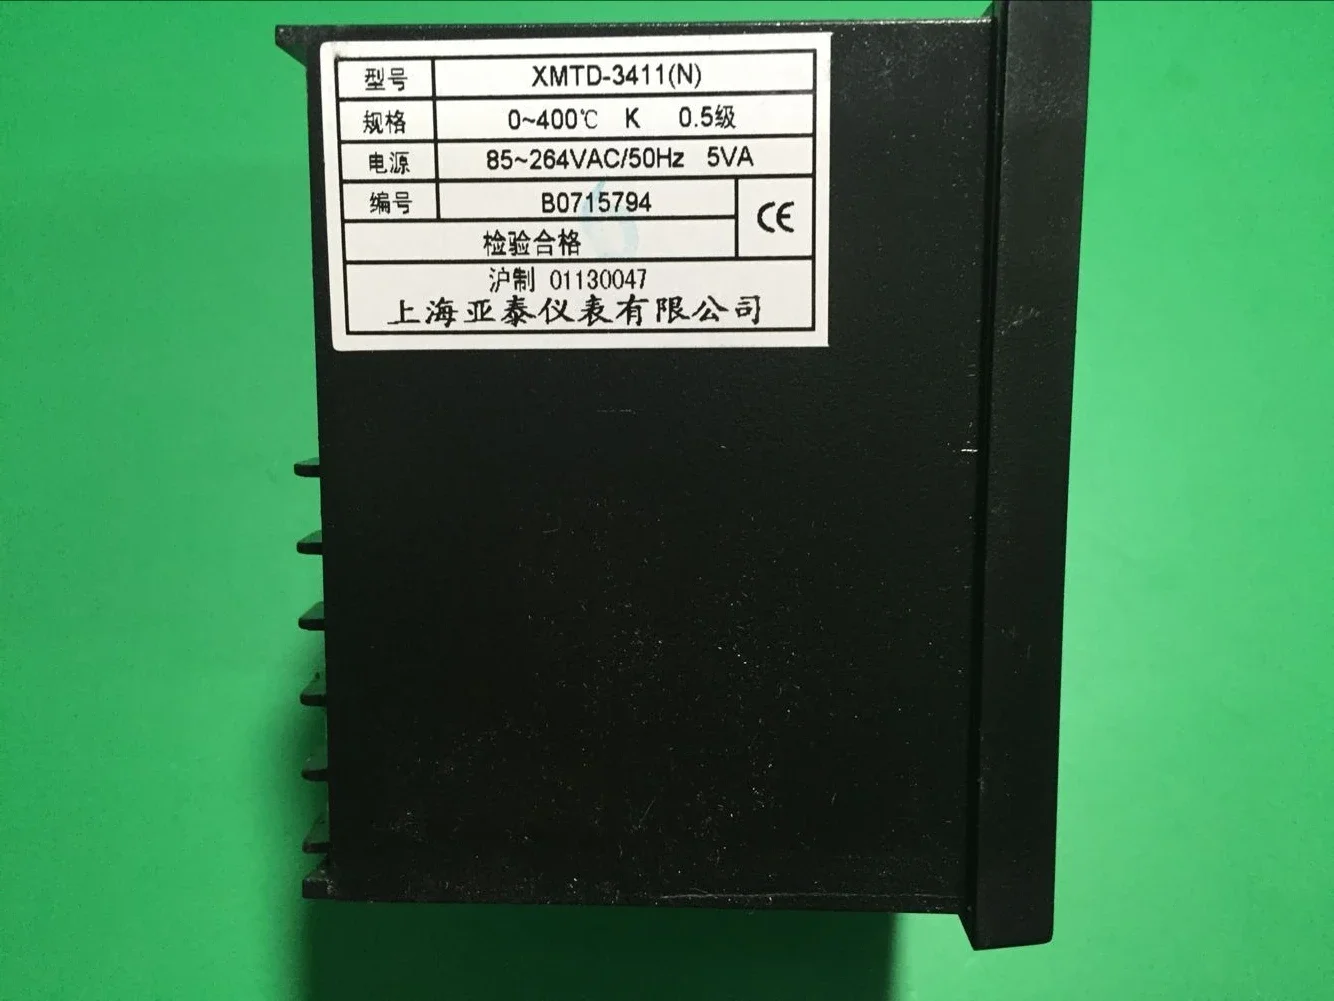 型号 XMTD-3411(N)
规格 0~400℃ K 0.5级
电源 85~264VAC/50Hz 5VA
编号 B0715794
CE
检验合格
沪制 01130047
上海亚泰仪表有限公司